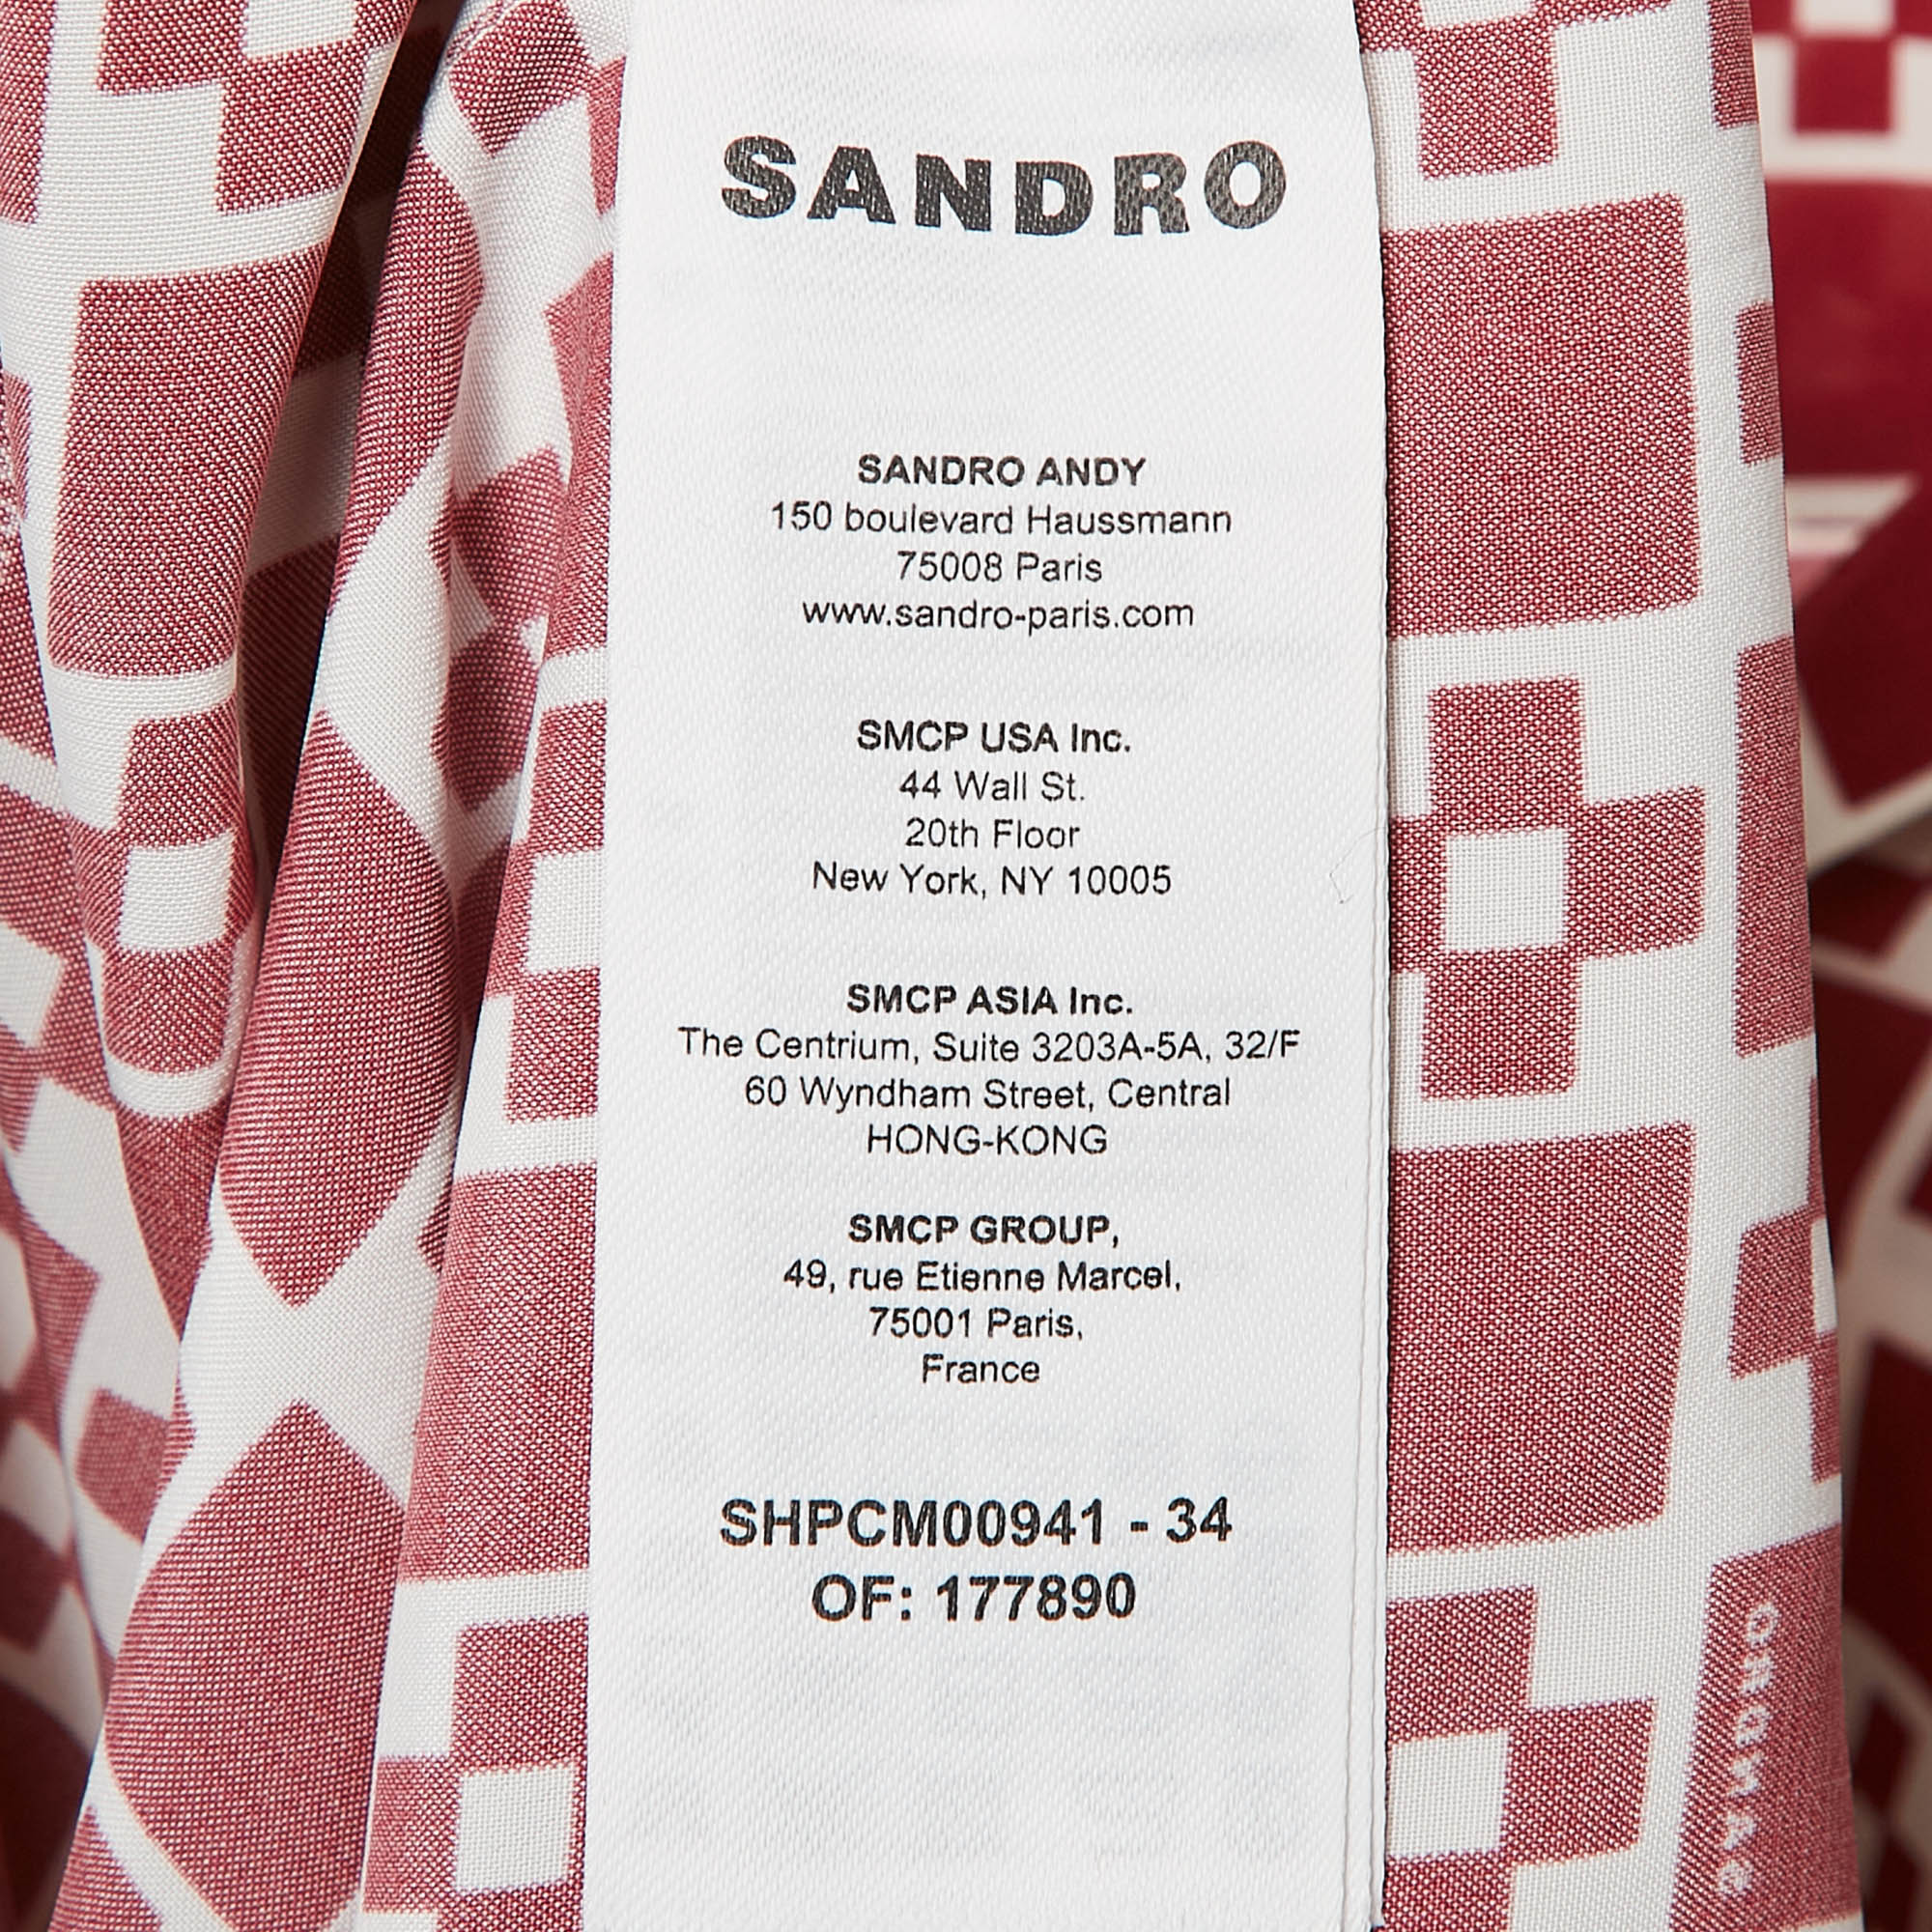 SANDRO
SANDRO ANDY
150 boulevard Haussmann
75008 Paris
www.sandro-paris.com
SMCP USA Inc.
44 Wall St.
20th Floor
New York, NY 10005
SMCP ASIA Inc.
The Centrium, Suite 3203A-5A, 32/F
60 Wyndham Street, Central
HONG-KONG
SMCP GROUP,
49, rue Etienne Marcel,
75001 Paris,
France
SHPCM00941 - 34
OF: 177890